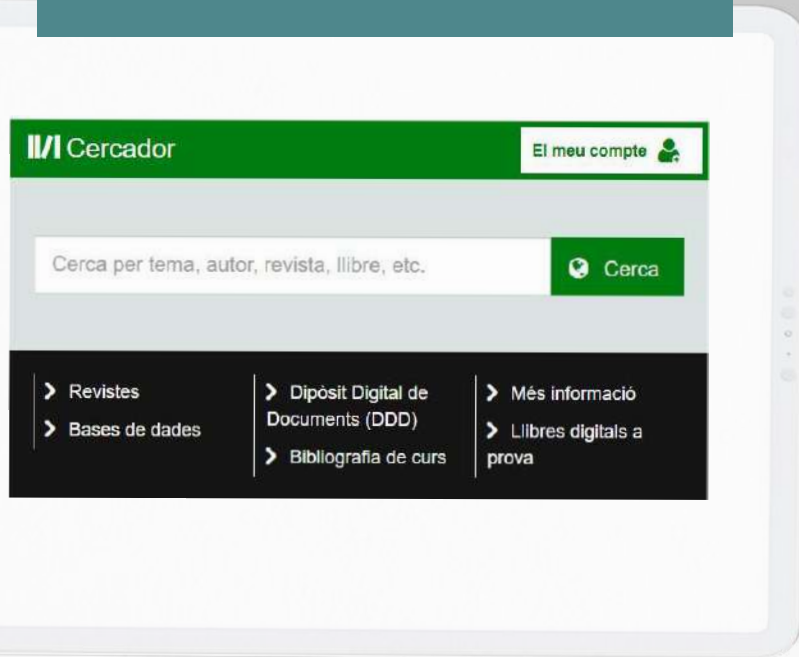 Cercador
El meu compte
Cerca per tema, autor, revista, llibre, etc.
Cerca
Revistes
Bases de dades
Dipòsit Digital de
Documents (DDD)
Bibliografia de curs
Més informació
Llibres digitals a
prova